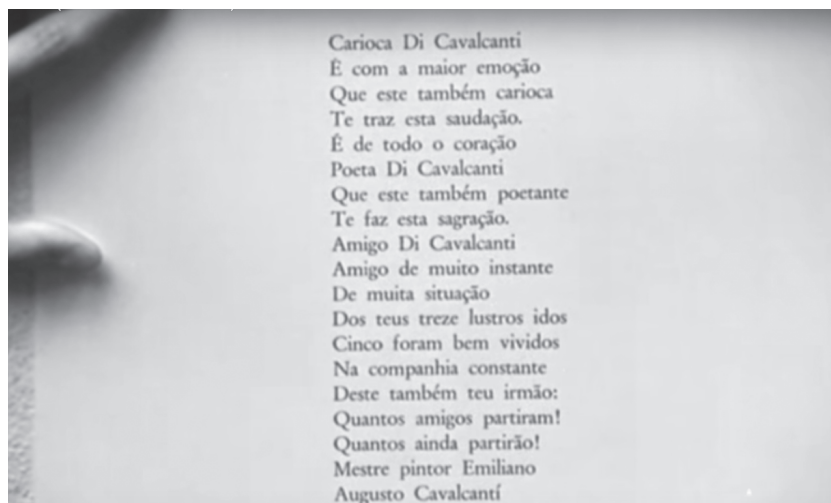 Carioca Di Cavalcanti
É com a maior emoção
Que este também carioca
Te traz esta saudação.
É de todo o coração
Poeta Di Cavalcanti
Que este também poetante
Te faz esta sagração.
Amigo Di Cavalcanti
Amigo de muito instante
De muita situação
Dos teus treze lustros idos
Cinco foram bem vividos
Na companhia constante
Deste também teu irmão:
Quantos amigos partiram!
Quantos ainda partirão!
Mestre pintor Emiliano
Augusto Cavalcantí